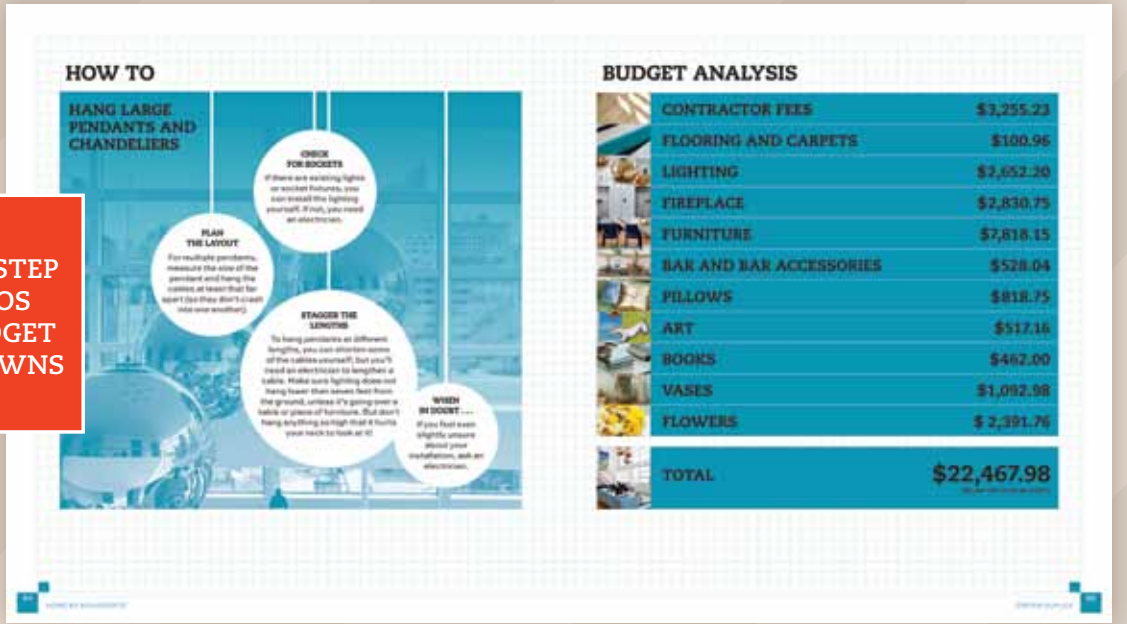 HOW TO
HANG LARGE
PENDANTS AND
CHANDELIERS
CHECK
FOR SOCKETS
If there are existing lights
or socket fixtures, you
can install the lighting
yourself. If not, you need
an electrician.
PLAN
THE LAYOUT
For multiple pendants,
measure the size of the
pendant and hang the
cables at least that far
apart (so they don't crash
into one another).
STAGGER THE
LENGTHS
To hang pendants at different
lengths, you can shorten some
of the cables yourself, but you'll
need an electrician to lengthen a
cable. Make sure lighting does not
hang lower than seven feet from
the ground, unless it's going over a
table or piece of furniture. But don't
hang anything so high that it hurts
your neck to look at it!
WHEN
IN DOUBT . . .
If you feel even
slightly unsure
about your
installation, ask an
electrician.
STEP
OS
GET
WNS
BUDGET ANALYSIS
CONTRACTOR FEES $3,255.23
FLOORING AND CARPETS $100.96
LIGHTING $2,652.20
FIREPLACE $2,830.75
FURNITURE $7,818.15
BAR AND BAR ACCESSORIES $528.04
PILLOWS $818.75
ART $517.16
BOOKS $462.00
VASES $1,092.98
FLOWERS $ 2,391.76
TOTAL $22,467.98
HOME BY NOVOGRATZ